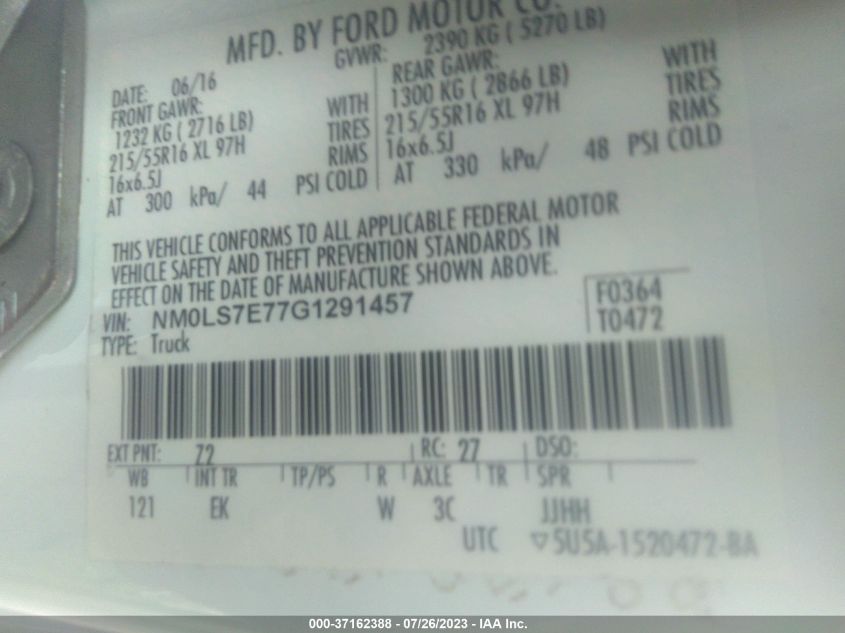 MFD. BY FORD MOTOR CO.
DATE: 06/16 GVWR: 2390 KG ( 5270 LB)
FRONT GAWR: WITH
1232 KG ( 2716 LB) TIRES
215/55R16 XL 97H RIMS
16x6.5J
AT 300 kPa/ 44 PSI COLD
REAR GAWR: WITH
1300 KG ( 2866 LB) TIRES
215/55R16 XL 97H RIMS
16x6.5J
AT 330 kPa/ 48 PSI COLD
THIS VEHICLE CONFORMS TO ALL APPLICABLE FEDERAL MOTOR
VEHICLE SAFETY AND THEFT PREVENTION STANDARDS IN
EFFECT ON THE DATE OF MANUFACTURE SHOWN ABOVE.
VIN: NM0LS7E77G1291457
TYPE: Truck
F0364
T0472
EXT PNT: Z2 RC: 27 DSO:
WB INT TR TP/PS R AXLE TR SPR
121 EK W 3C JJHH
UTC ▽5U5A-1520472-BA
000-37162388 - 07/26/2023 - IAA Inc.